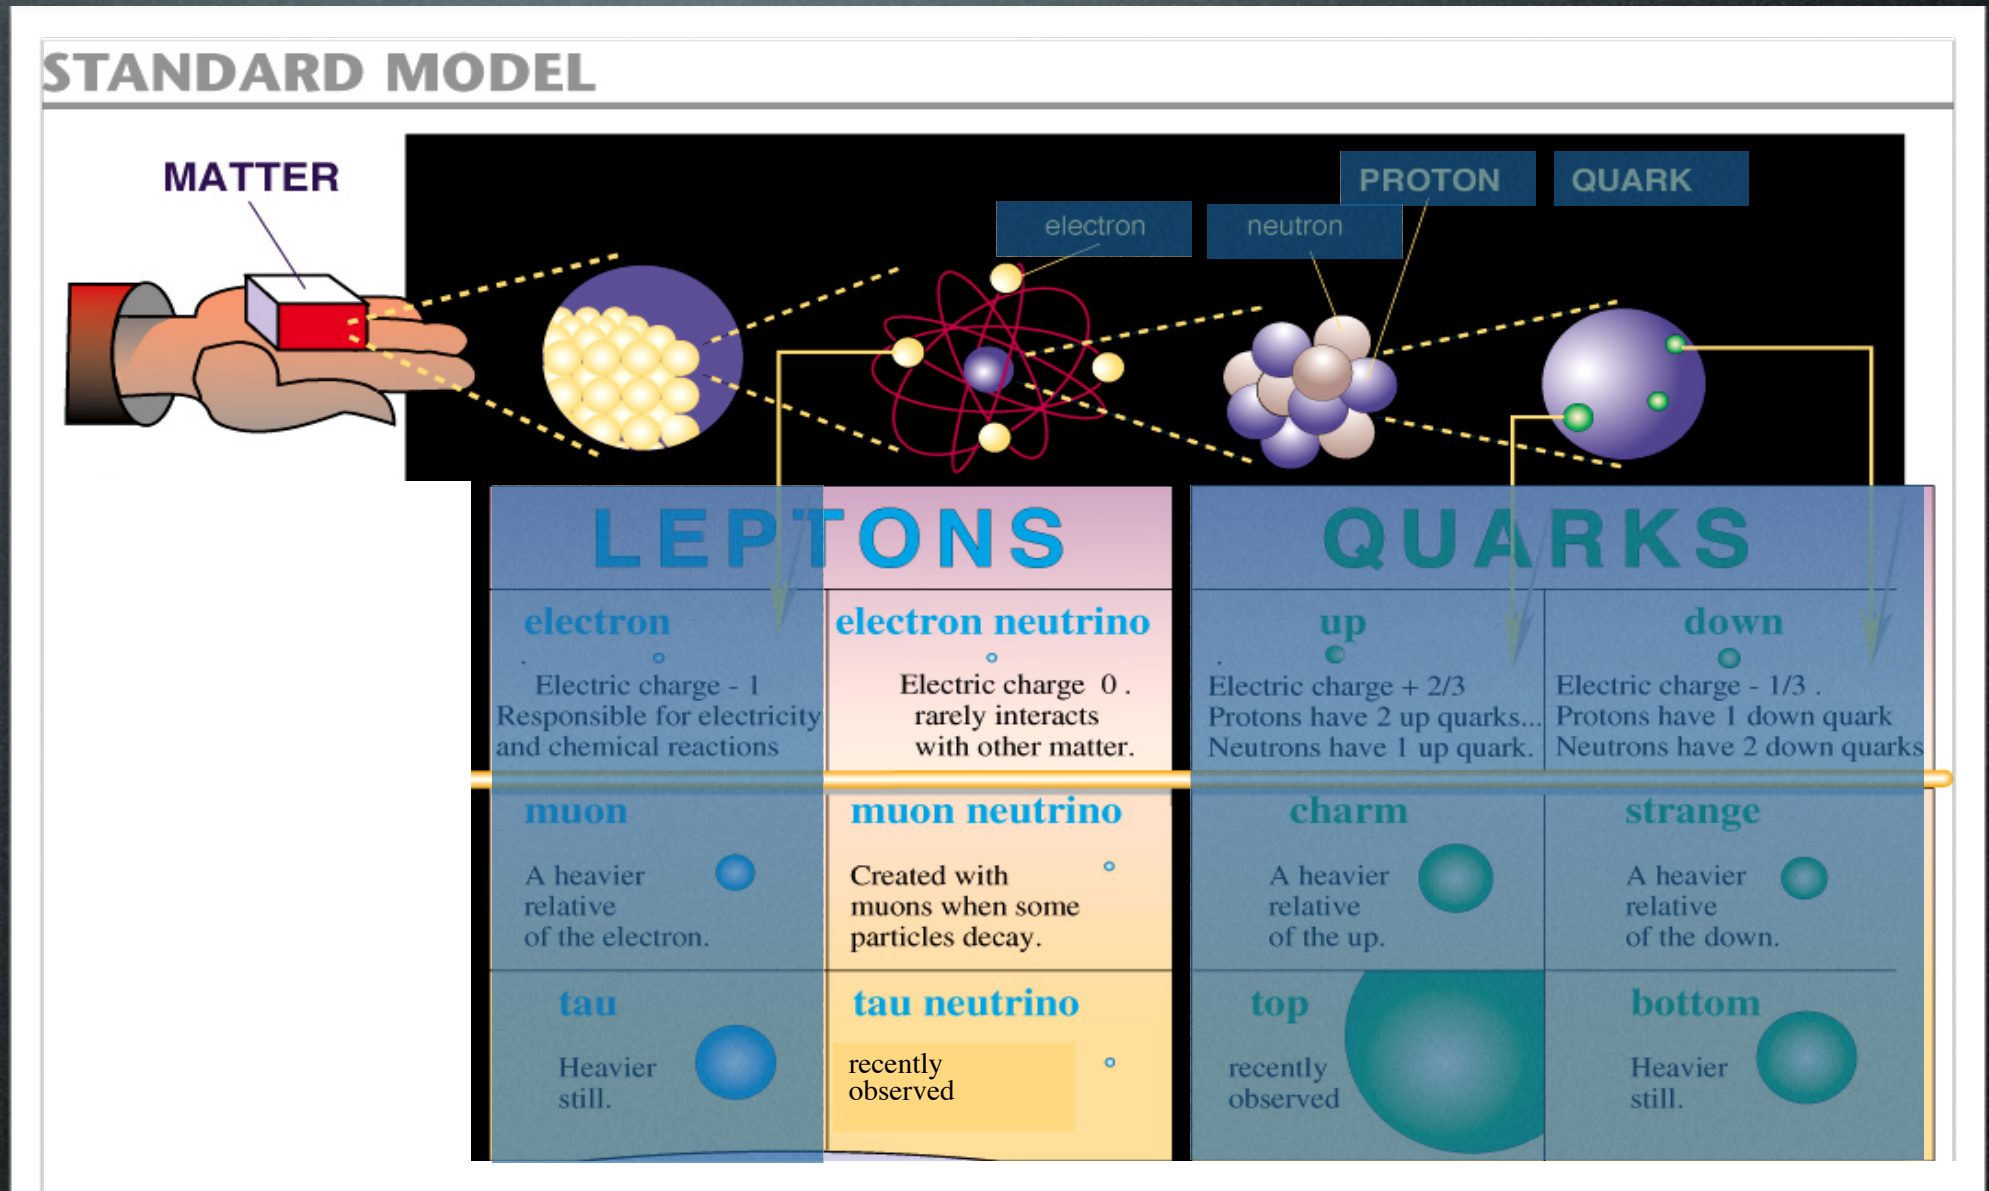 STANDARD MODEL
MATTER
PROTON
QUARK
electron
neutron
LEPTONS
QUARKS
electron
Electric charge - 1
Responsible for electricity
and chemical reactions
electron neutrino
Electric charge 0 .
rarely interacts
with other matter.
up
Electric charge + 2/3
Protons have 2 up quarks...
Neutrons have 1 up quark.
down
Electric charge - 1/3 .
Protons have 1 down quark
Neutrons have 2 down quarks
muon
A heavier
relative
of the electron.
muon neutrino
Created with
muons when some
particles decay.
charm
A heavier
relative
of the up.
strange
A heavier
relative
of the down.
tau
Heavier
still.
tau neutrino
recently
observed
top
recently
observed
bottom
Heavier
still.